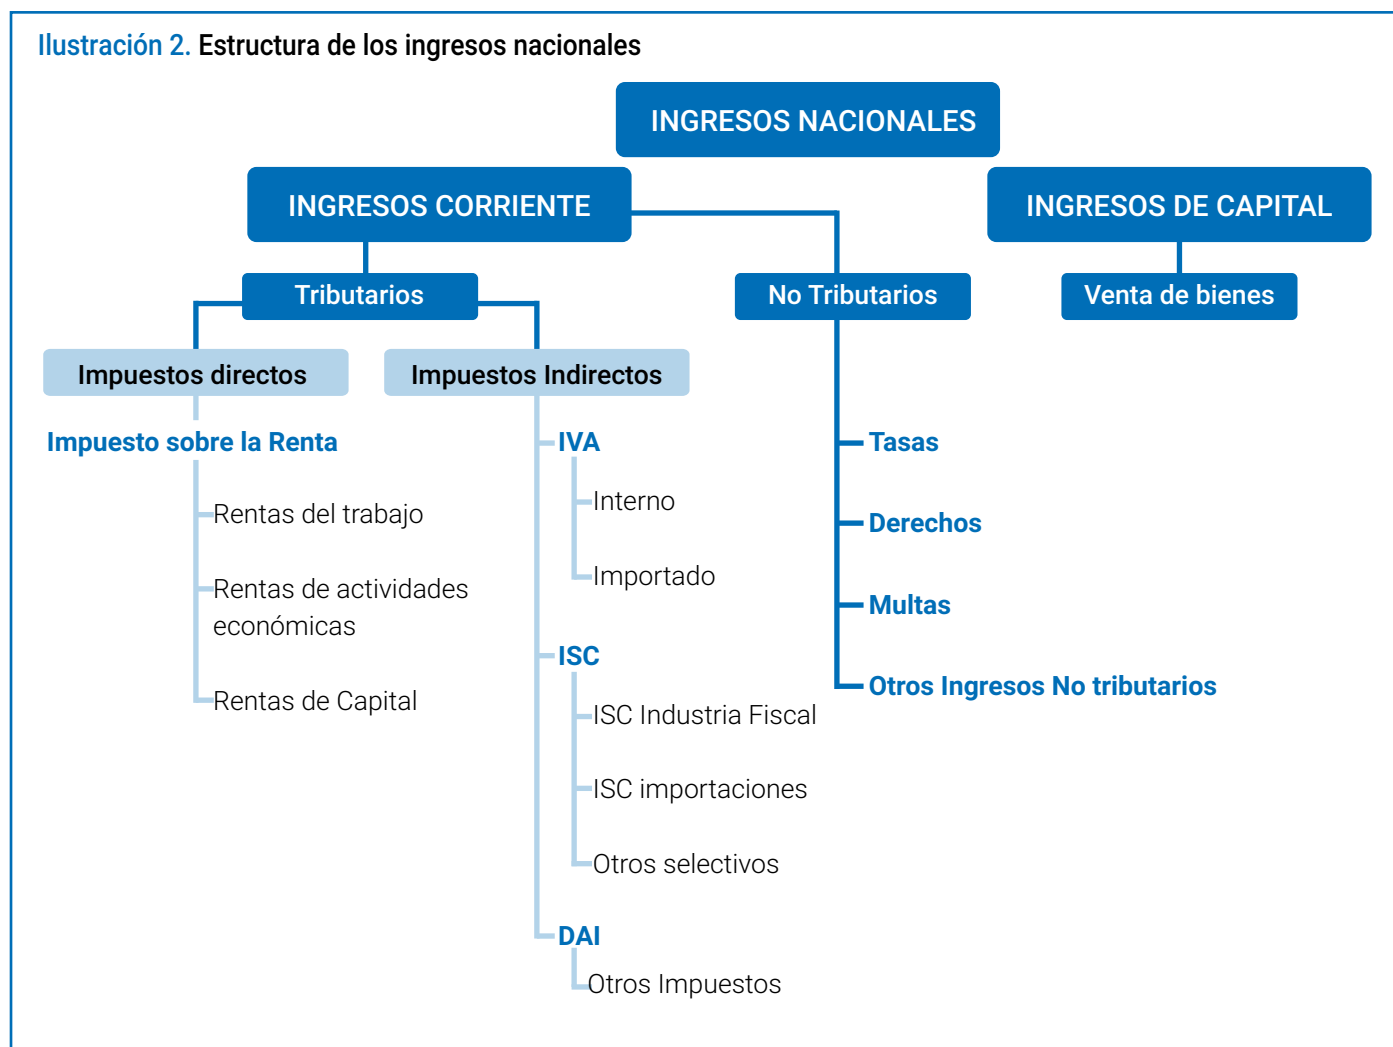 Ilustración 2. Estructura de los ingresos nacionales
INGRESOS NACIONALES
INGRESOS CORRIENTE
INGRESOS DE CAPITAL
Tributarios
No Tributarios
Venta de bienes
Impuestos directos
Impuestos Indirectos
Impuesto sobre la Renta
Rentas del trabajo
Rentas de actividades
económicas
Rentas de Capital
IVA
Interno
Importado
ISC
ISC Industria Fiscal
ISC importaciones
Otros selectivos
DAI
Otros Impuestos
Tasas
Derechos
Multas
Otros Ingresos No tributarios